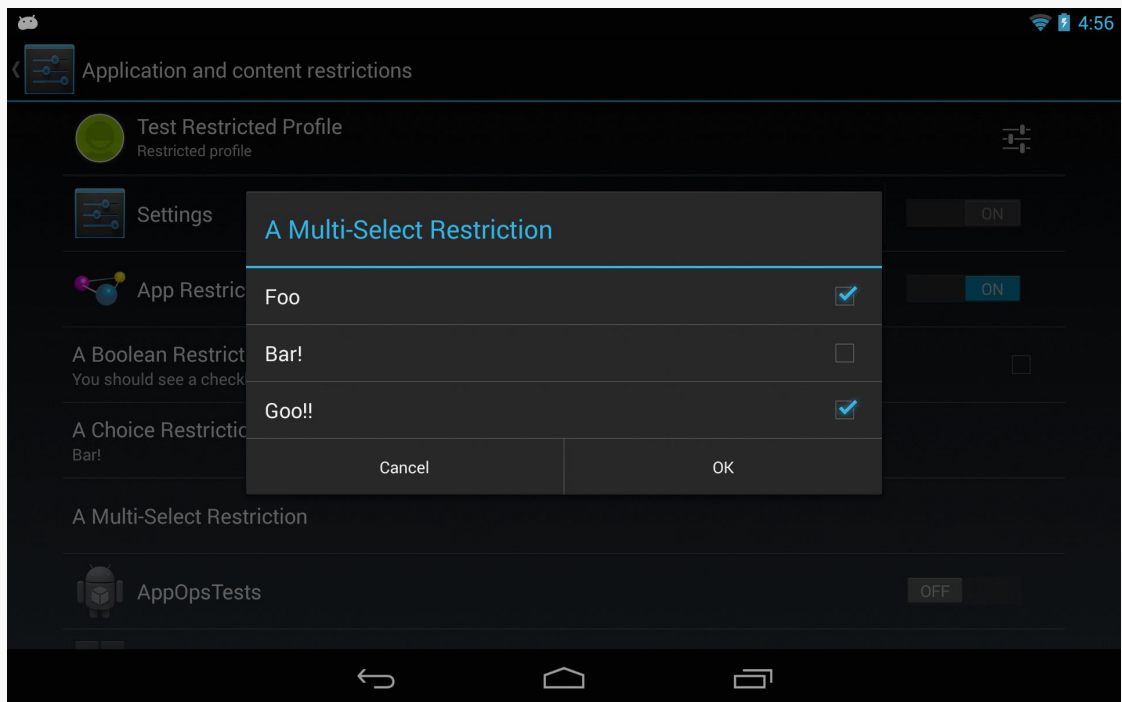 4:56
Application and content restrictions
Test Restricted Profile
Restricted profile
Settings
ON
A Multi-Select Restriction
App Restric
ON
Foo
A Boolean Restrict
You should see a check
Bar!
A Choice Restrictio
Bar!
Goo!!
Cancel
OK
A Multi-Select Restriction
AppOpsTests
OFF